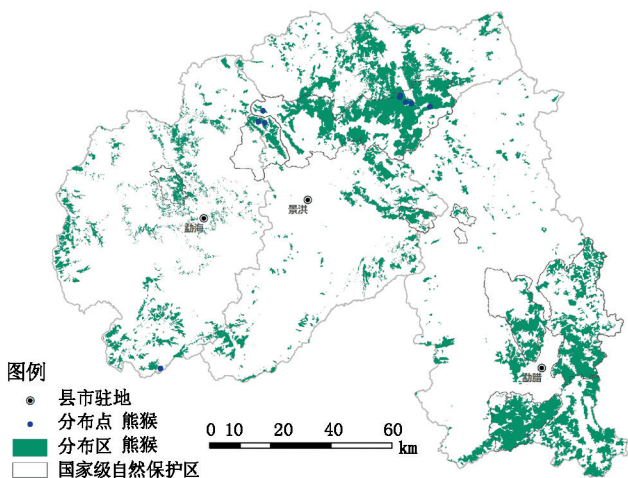 景洪
勐海
勐腊
图例
县市驻地
分布点 熊猴
分布区 熊猴
国家级自然保护区
0 10 20 40 60
km